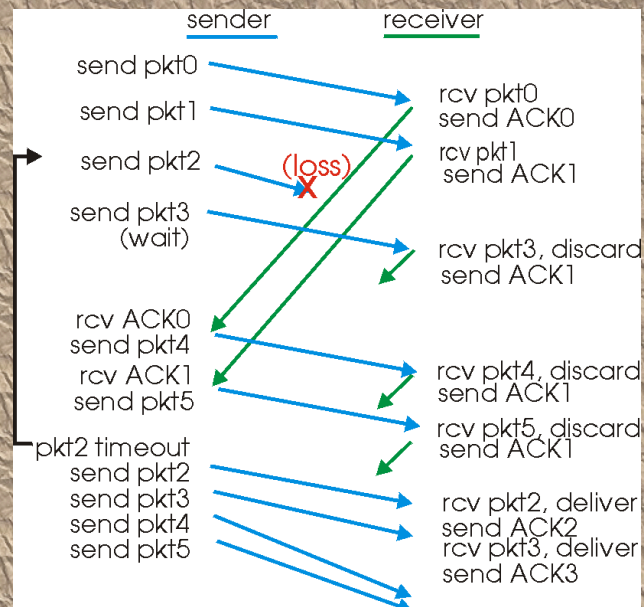 sender
receiver
send pkt0
send pkt1
send pkt2
(loss)
X
send pkt3
(wait)
rcv ACK0
send pkt4
rcv ACK1
send pkt5
pkt2 timeout
send pkt2
send pkt3
send pkt4
send pkt5
rcv pkt0
send ACK0
rcv pkt1
send ACK1
rcv pkt3, discard
send ACK1
rcv pkt4, discard
send ACK1
rcv pkt5, discard
send ACK1
rcv pkt2, deliver
send ACK2
rcv pkt3, deliver
send ACK3